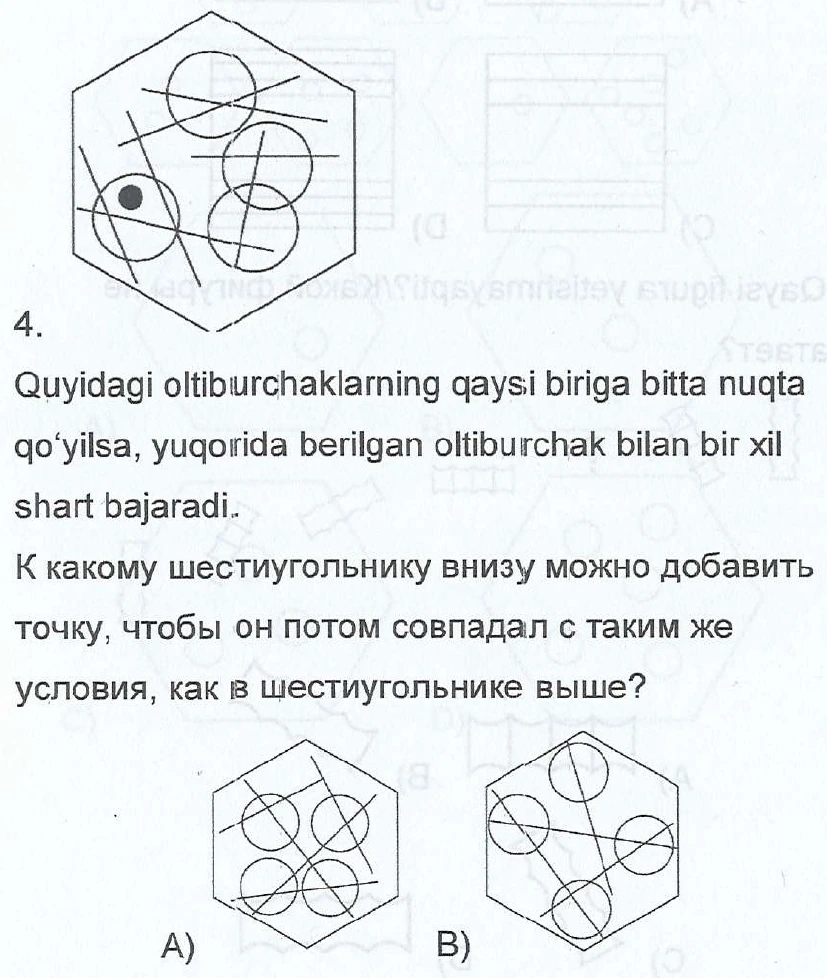 4.
Quyidagi oltiburchaklarning qaysi biriga bitta nuqta
qo‘yilsa, yuqorida berilgan oltiburchak bilan bir xil
shart bajaradi.
К какому шестиугольнику внизу можно добавить
точку, чтобы он потом совпадал с таким же
условия, как в шестиугольнике выше?
A)
B)